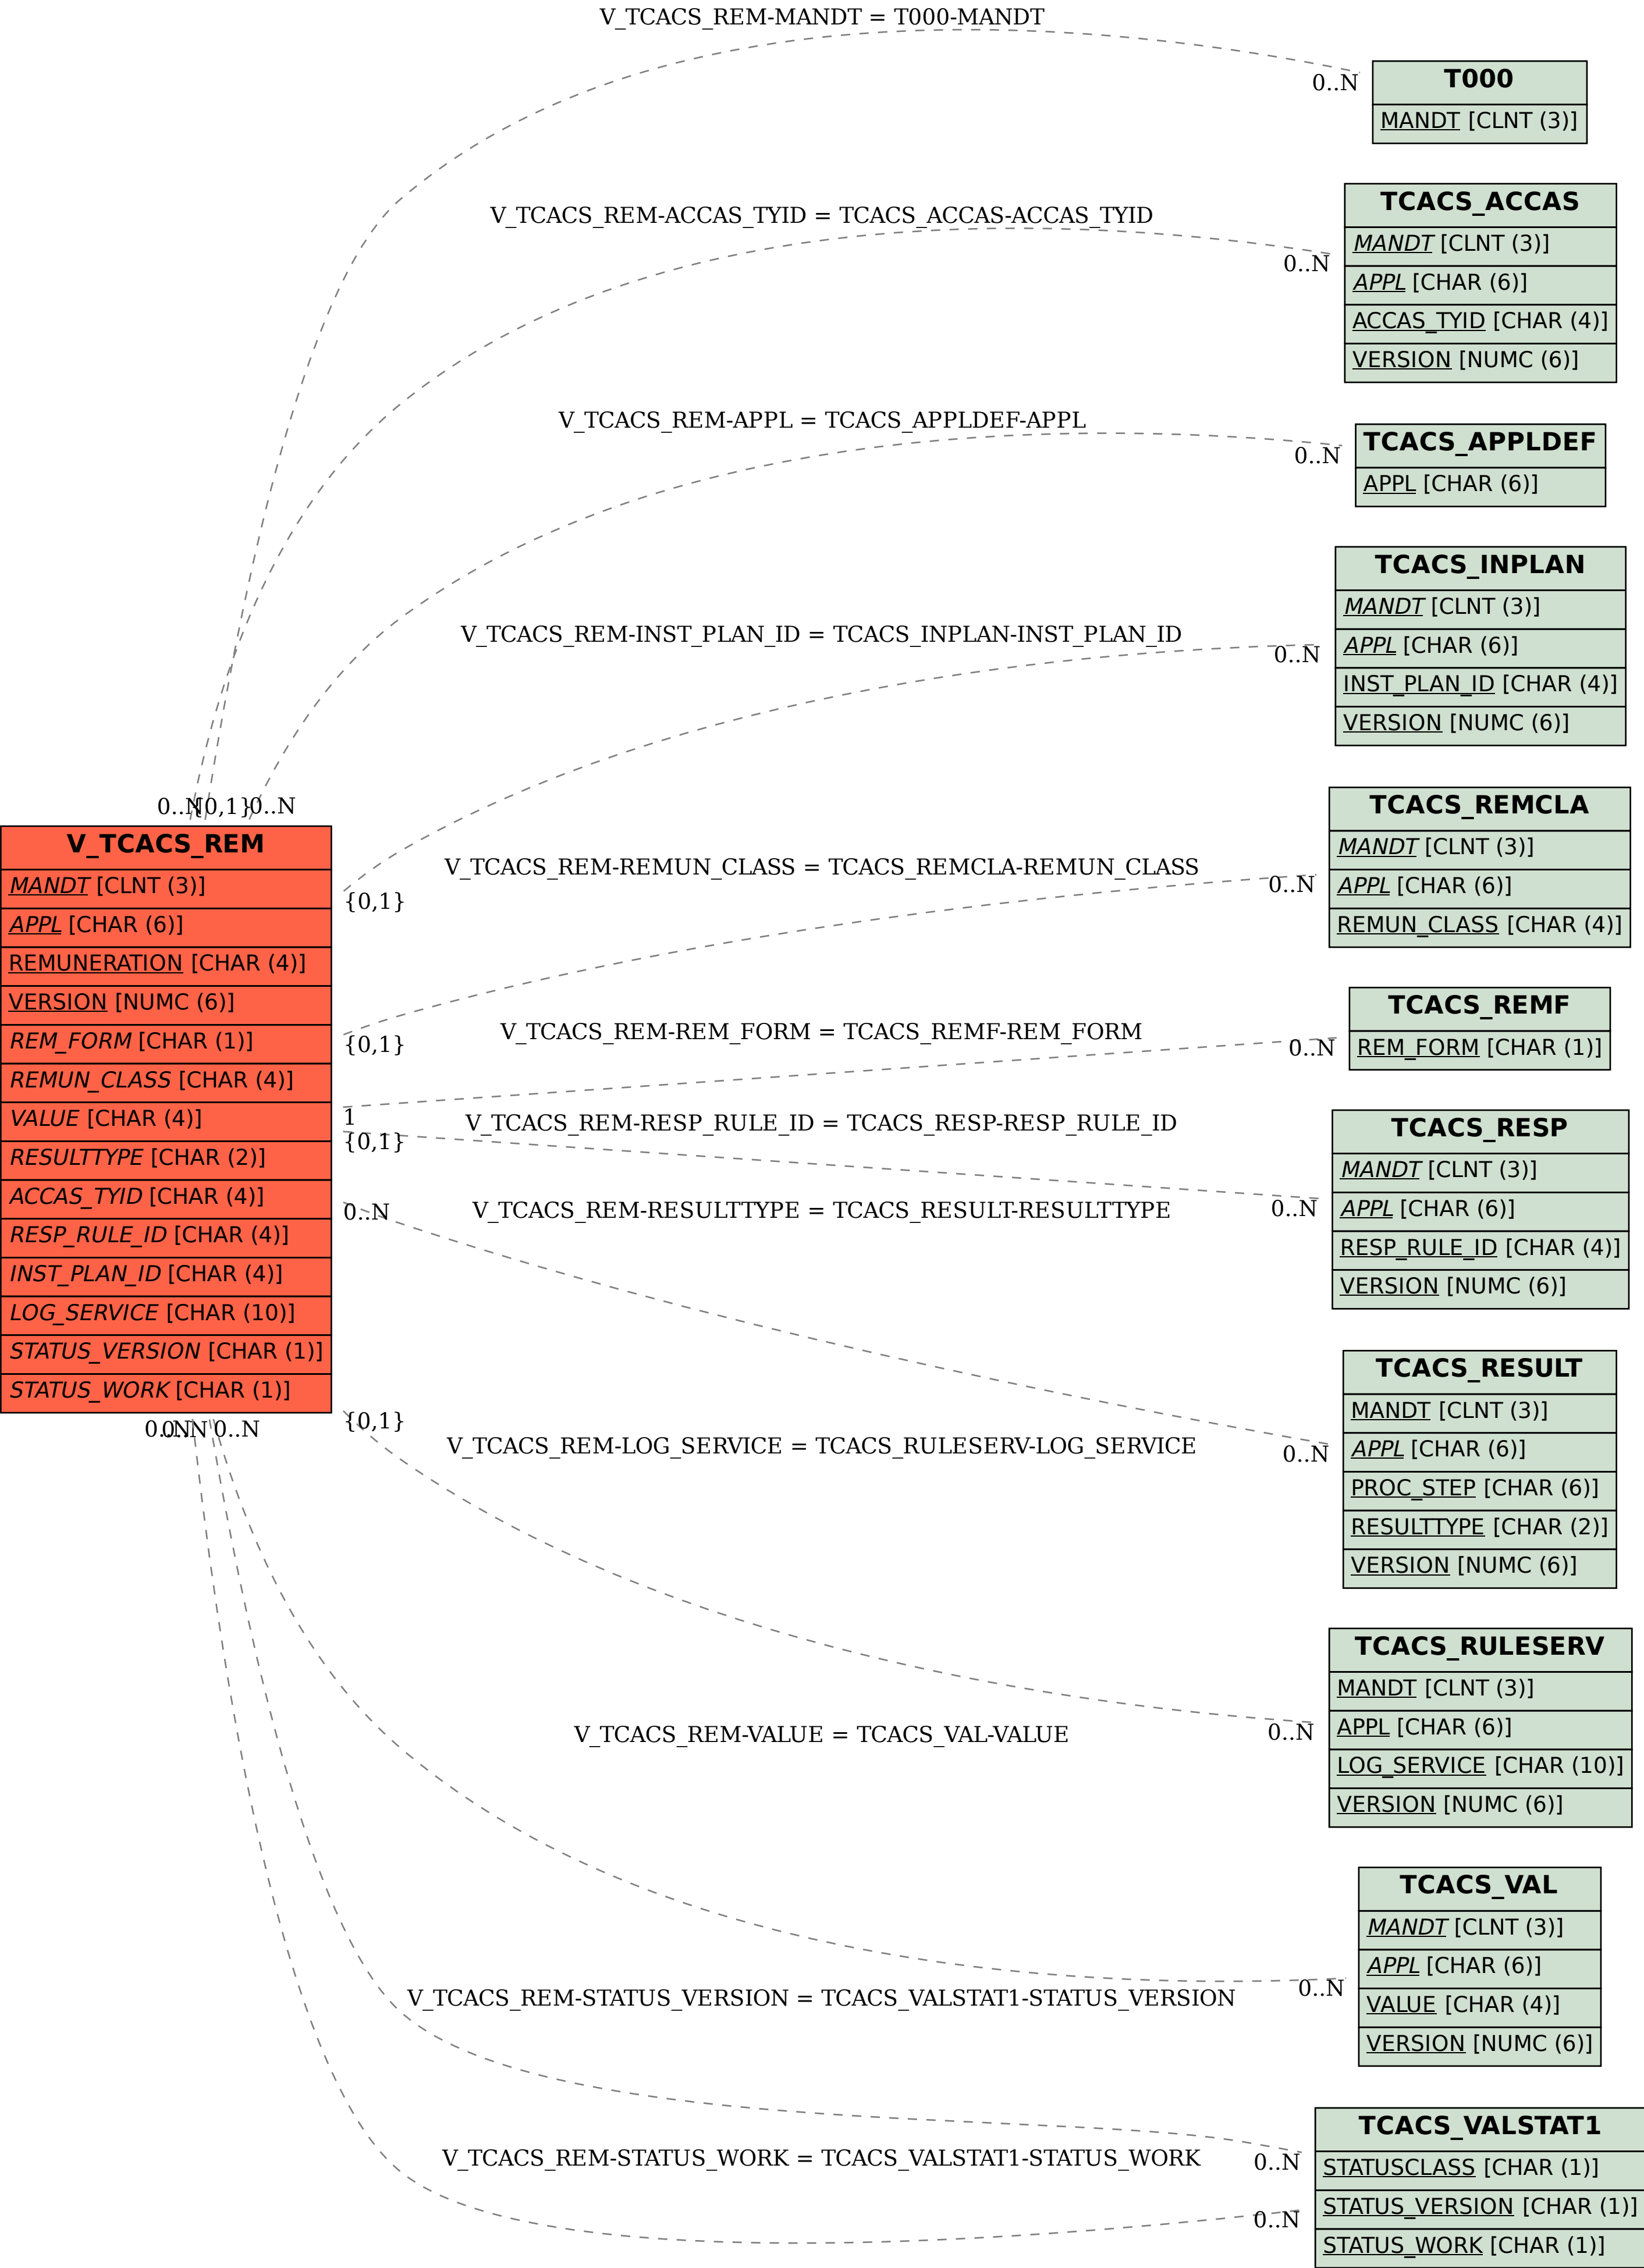 V_TCACS_REM-MANDT = T000-MANDT
0..N
T000
MANDT [CLNT (3)]
V_TCACS_REM-ACCAS_TYID = TCACS_ACCAS-ACCAS_TYID
0..N
TCACS_ACCAS
MANDT [CLNT (3)]
APPL [CHAR (6)]
ACCAS_TYID [CHAR (4)]
VERSION [NUMC (6)]
V_TCACS_REM-APPL = TCACS_APPLDEF-APPL
0..N
TCACS_APPLDEF
APPL [CHAR (6)]
V_TCACS_REM-INST_PLAN_ID = TCACS_INPLAN-INST_PLAN_ID
0..N
TCACS_INPLAN
MANDT [CLNT (3)]
APPL [CHAR (6)]
INST_PLAN_ID [CHAR (4)]
VERSION [NUMC (6)]
0..N
{0,1}
0..N
V_TCACS_REM
MANDT [CLNT (3)]
APPL [CHAR (6)]
REMUNERATION [CHAR (4)]
VERSION [NUMC (6)]
REM_FORM [CHAR (1)]
REMUN_CLASS [CHAR (4)]
VALUE [CHAR (4)]
RESULTTYPE [CHAR (2)]
ACCAS_TYID [CHAR (4)]
RESP_RULE_ID [CHAR (4)]
INST_PLAN_ID [CHAR (4)]
LOG_SERVICE [CHAR (10)]
STATUS_VERSION [CHAR (1)]
STATUS_WORK [CHAR (1)]
{0,1}
V_TCACS_REM-REMUN_CLASS = TCACS_REMCLA-REMUN_CLASS
0..N
TCACS_REMCLA
MANDT [CLNT (3)]
APPL [CHAR (6)]
REMUN_CLASS [CHAR (4)]
{0,1}
V_TCACS_REM-REM_FORM = TCACS_REMF-REM_FORM
0..N
TCACS_REMF
REM_FORM [CHAR (1)]
1
{0,1}
V_TCACS_REM-RESP_RULE_ID = TCACS_RESP-RESP_RULE_ID
0..N
TCACS_RESP
MANDT [CLNT (3)]
APPL [CHAR (6)]
RESP_RULE_ID [CHAR (4)]
VERSION [NUMC (6)]
0..N
V_TCACS_REM-RESULTTYPE = TCACS_RESULT-RESULTTYPE
0..N
TCACS_RESULT
MANDT [CLNT (3)]
APPL [CHAR (6)]
PROC_STEP [CHAR (6)]
RESULTTYPE [CHAR (2)]
VERSION [NUMC (6)]
{0,1}
0..N
0..N
0..N
V_TCACS_REM-LOG_SERVICE = TCACS_RULESERV-LOG_SERVICE
0..N
TCACS_RULESERV
MANDT [CLNT (3)]
APPL [CHAR (6)]
LOG_SERVICE [CHAR (10)]
VERSION [NUMC (6)]
V_TCACS_REM-VALUE = TCACS_VAL-VALUE
0..N
TCACS_VAL
MANDT [CLNT (3)]
APPL [CHAR (6)]
VALUE [CHAR (4)]
VERSION [NUMC (6)]
V_TCACS_REM-STATUS_VERSION = TCACS_VALSTAT1-STATUS_VERSION
0..N
V_TCACS_REM-STATUS_WORK = TCACS_VALSTAT1-STATUS_WORK
0..N
TCACS_VALSTAT1
STATUSCLASS [CHAR (1)]
STATUS_VERSION [CHAR (1)]
STATUS_WORK [CHAR (1)]